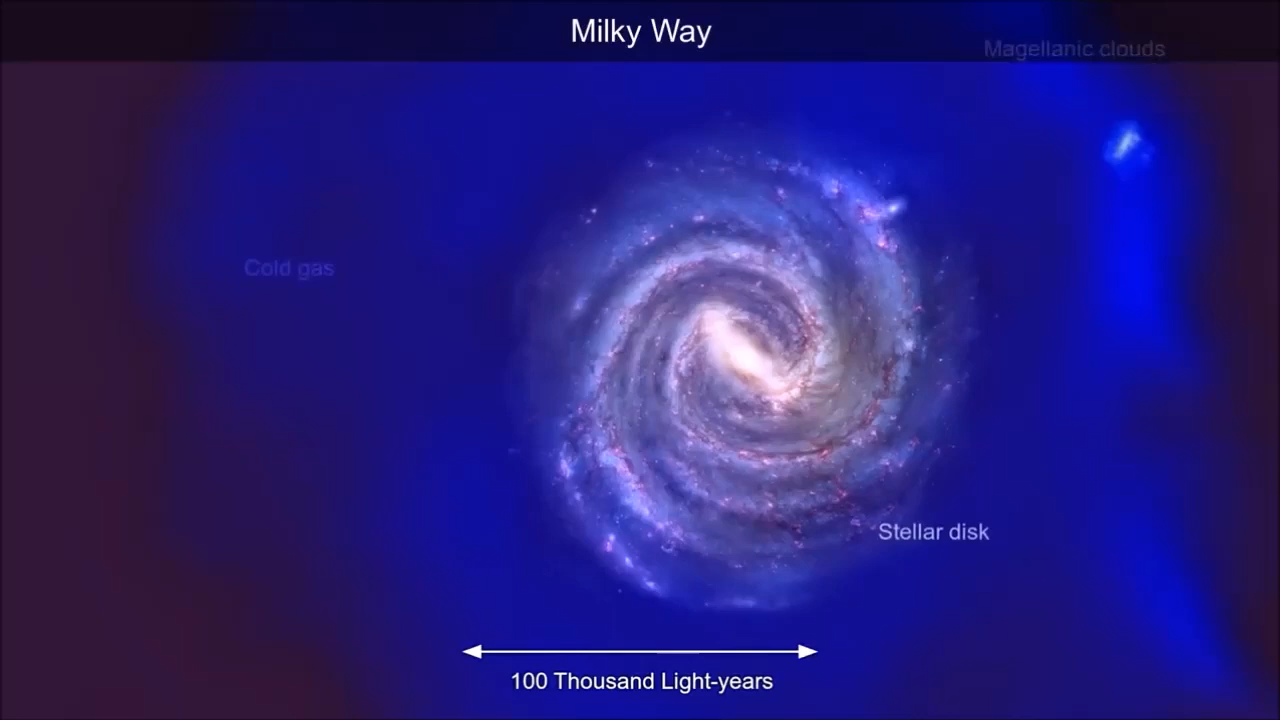 Milky Way
Magellanic clouds
Cold gas
Stellar disk
100 Thousand Light-years